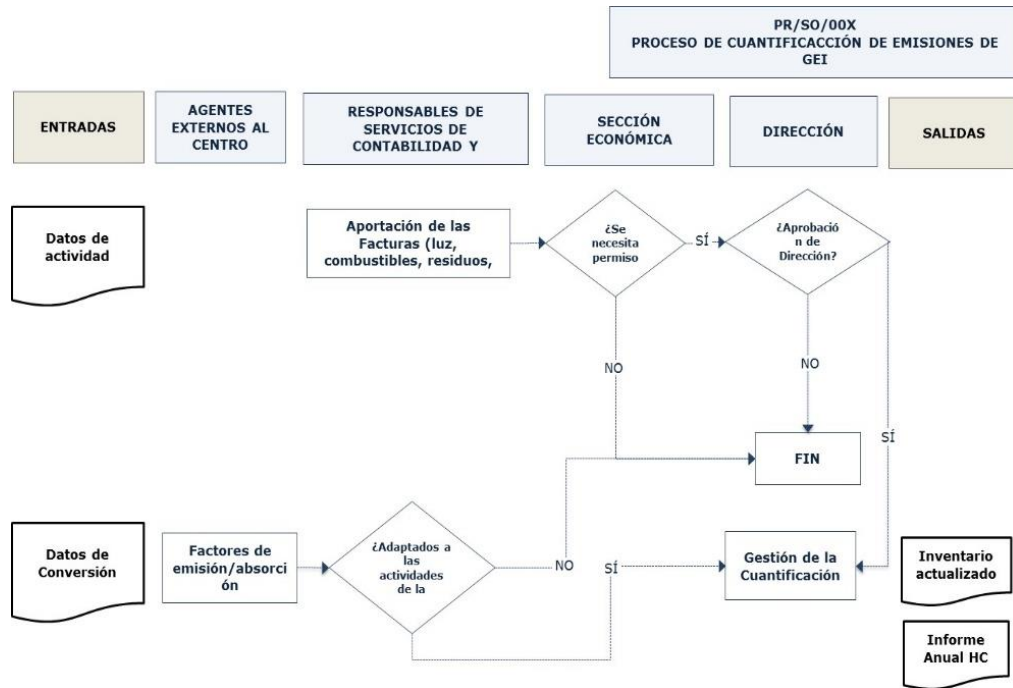 PR/SO/00X
PROCESO DE CUANTIFICACCIÓN DE EMISIONES DE
GEI
ENTRADAS
AGENTES
EXTERNOS AL
CENTRO
RESPONSABLES DE
SERVICIOS DE
CONTABILIDAD Y
SECCIÓN
ECONÓMICA
DIRECCIÓN
SALIDAS
Datos de
actividad
Aportación de las
Facturas (luz,
combustibles, residuos,
¿Se
necesita
permiso
SÍ
¿Aprobació
n de
Dirección?
NO
NO
SÍ
FIN
Datos de
Conversión
Factores de
emisión/absorci
ón
¿Adaptados a
las
actividades
de la
NO
SÍ
Gestión de la
Cuantificación
Inventario
actualizado
Informe
Anual HC